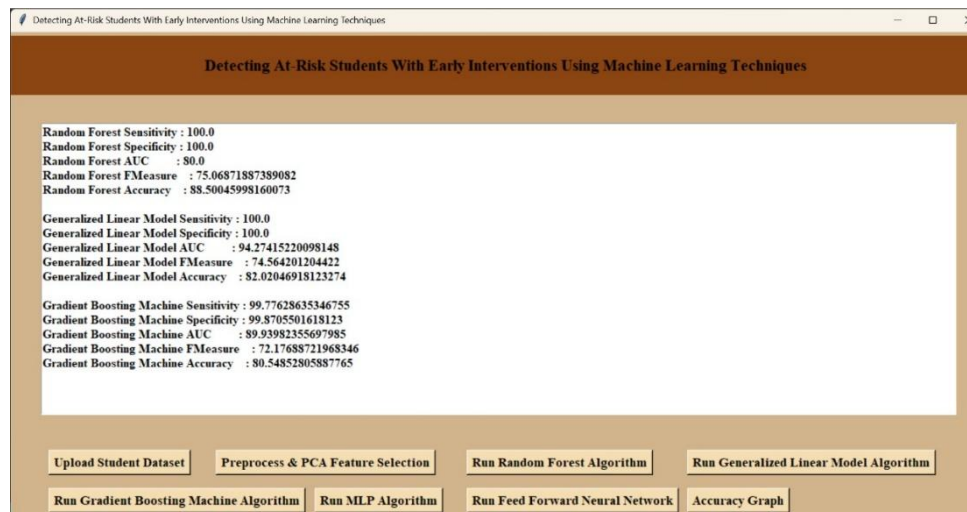 Detecting At-Risk Students With Early Interventions Using Machine Learning Techniques
Detecting At-Risk Students With Early Interventions Using Machine Learning Techniques
Random Forest Sensitivity : 100.0
Random Forest Specificity : 100.0
Random Forest AUC : 80.0
Random Forest FMeasure : 75.06871887389082
Random Forest Accuracy : 88.50045998160073
Generalized Linear Model Sensitivity : 100.0
Generalized Linear Model Specificity : 100.0
Generalized Linear Model AUC : 94.27415220098148
Generalized Linear Model FMeasure : 74.564201204422
Generalized Linear Model Accuracy : 82.02046918123274
Gradient Boosting Machine Sensitivity : 99.77628635346755
Gradient Boosting Machine Specificity : 99.8705501618123
Gradient Boosting Machine AUC : 89.93982355697985
Gradient Boosting Machine FMeasure : 72.17688721968346
Gradient Boosting Machine Accuracy : 80.54852805887765
Upload Student Dataset Preprocess & PCA Feature Selection Run Random Forest Algorithm Run Generalized Linear Model Algorithm
Run Gradient Boosting Machine Algorithm Run MLP Algorithm Run Feed Forward Neural Network Accuracy Graph